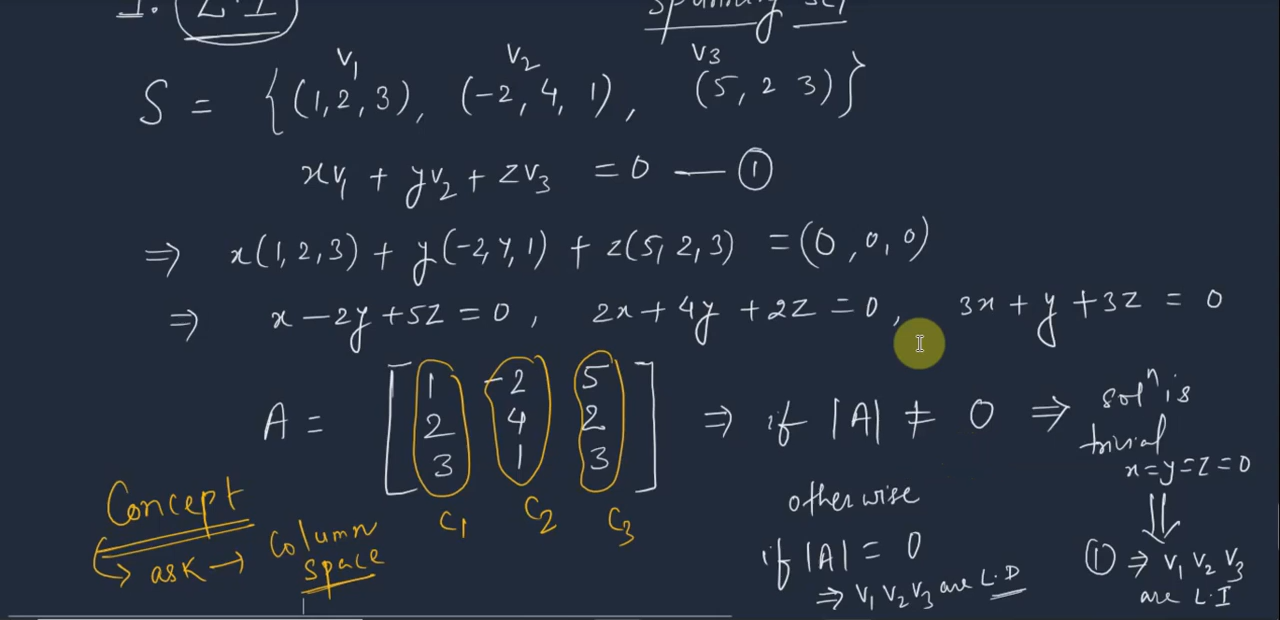 1. L.I spanning set
v₁ v₂ v₃
S = {(1,2,3), (-2,4,1), (5,2 3)}
xv₁ + yv₂ + zv₃ = 0 — ①
⇒ x(1,2,3) + y(-2,4,1) + z(5,2,3) = (0,0,0)
⇒ x-2y+5z=0, 2x+4y+2z=0, 3x+y+3z=0
A = [1 -2 5
2 4 2
3 1 3] ⇒ if |A| ≠ 0 ⇒ solⁿ is
trivial
x=y=z=0
C₁ C₂ C₃
otherwise
if |A| = 0
⇒ v₁ v₂ v₃ are L.D
⇓
① ⇒ v₁ v₂ v₃
are L.I
Concept
↳ ask → column
space